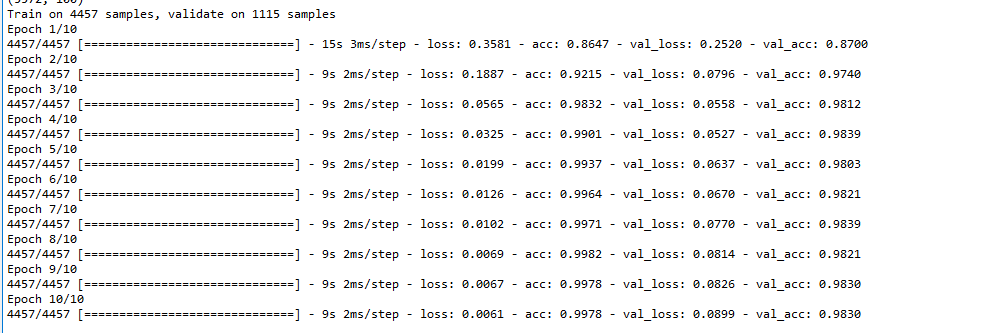 (5572, 100)
Train on 4457 samples, validate on 1115 samples
Epoch 1/10
4457/4457 [==============================] - 15s 3ms/step - loss: 0.3581 - acc: 0.8647 - val_loss: 0.2520 - val_acc: 0.8700
Epoch 2/10
4457/4457 [==============================] - 9s 2ms/step - loss: 0.1887 - acc: 0.9215 - val_loss: 0.0796 - val_acc: 0.9740
Epoch 3/10
4457/4457 [==============================] - 9s 2ms/step - loss: 0.0565 - acc: 0.9832 - val_loss: 0.0558 - val_acc: 0.9812
Epoch 4/10
4457/4457 [==============================] - 9s 2ms/step - loss: 0.0325 - acc: 0.9901 - val_loss: 0.0527 - val_acc: 0.9839
Epoch 5/10
4457/4457 [==============================] - 9s 2ms/step - loss: 0.0199 - acc: 0.9937 - val_loss: 0.0637 - val_acc: 0.9803
Epoch 6/10
4457/4457 [==============================] - 9s 2ms/step - loss: 0.0126 - acc: 0.9964 - val_loss: 0.0670 - val_acc: 0.9821
Epoch 7/10
4457/4457 [==============================] - 9s 2ms/step - loss: 0.0102 - acc: 0.9971 - val_loss: 0.0770 - val_acc: 0.9839
Epoch 8/10
4457/4457 [==============================] - 9s 2ms/step - loss: 0.0069 - acc: 0.9982 - val_loss: 0.0814 - val_acc: 0.9821
Epoch 9/10
4457/4457 [==============================] - 9s 2ms/step - loss: 0.0067 - acc: 0.9978 - val_loss: 0.0826 - val_acc: 0.9830
Epoch 10/10
4457/4457 [==============================] - 9s 2ms/step - loss: 0.0061 - acc: 0.9978 - val_loss: 0.0899 - val_acc: 0.9830